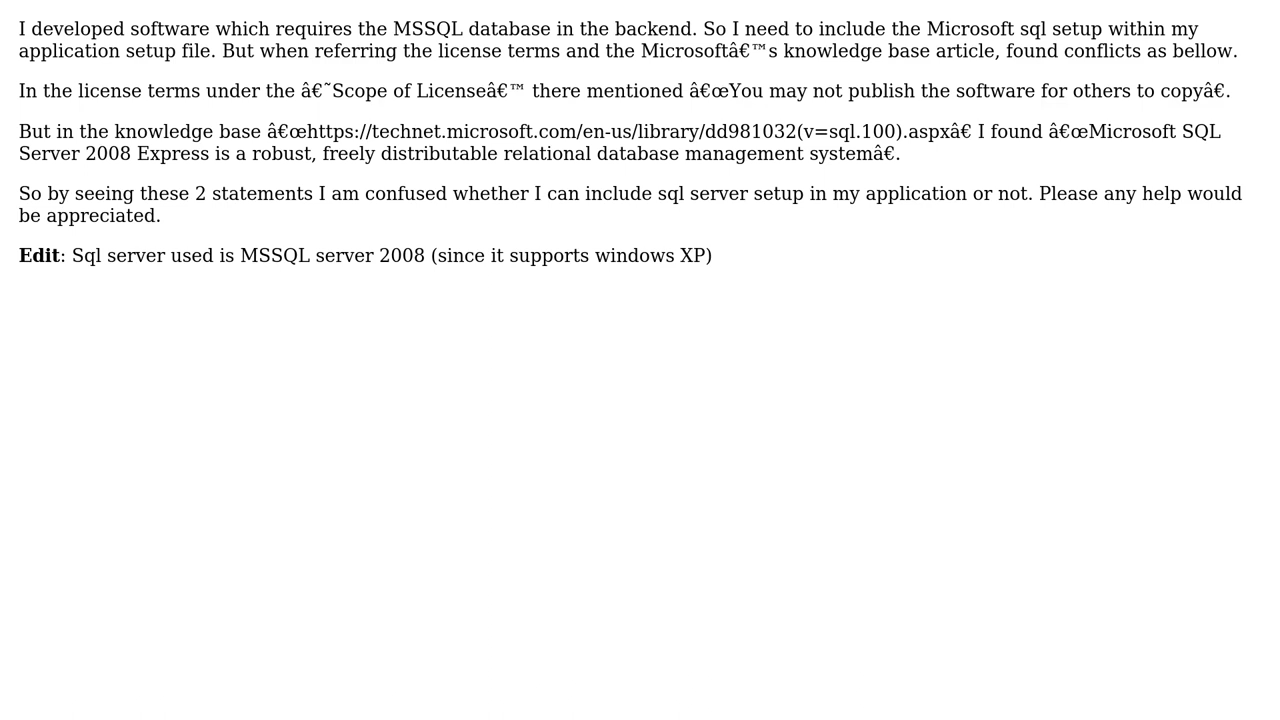 I developed software which requires the MSSQL database in the backend. So I need to include the Microsoft sql setup within my
application setup file. But when referring the license terms and the Microsoftâ€™s knowledge base article, found conflicts as bellow.
In the license terms under the â€˜Scope of Licenseâ€™ there mentioned â€œYou may not publish the software for others to copyâ€.
But in the knowledge base â€œhttps://technet.microsoft.com/en-us/library/dd981032(v=sql.100).aspxâ€ I found â€œMicrosoft SQL
Server 2008 Express is a robust, freely distributable relational database management systemâ€.
So by seeing these 2 statements I am confused whether I can include sql server setup in my application or not. Please any help would
be appreciated.
Edit: Sql server used is MSSQL server 2008 (since it supports windows XP)